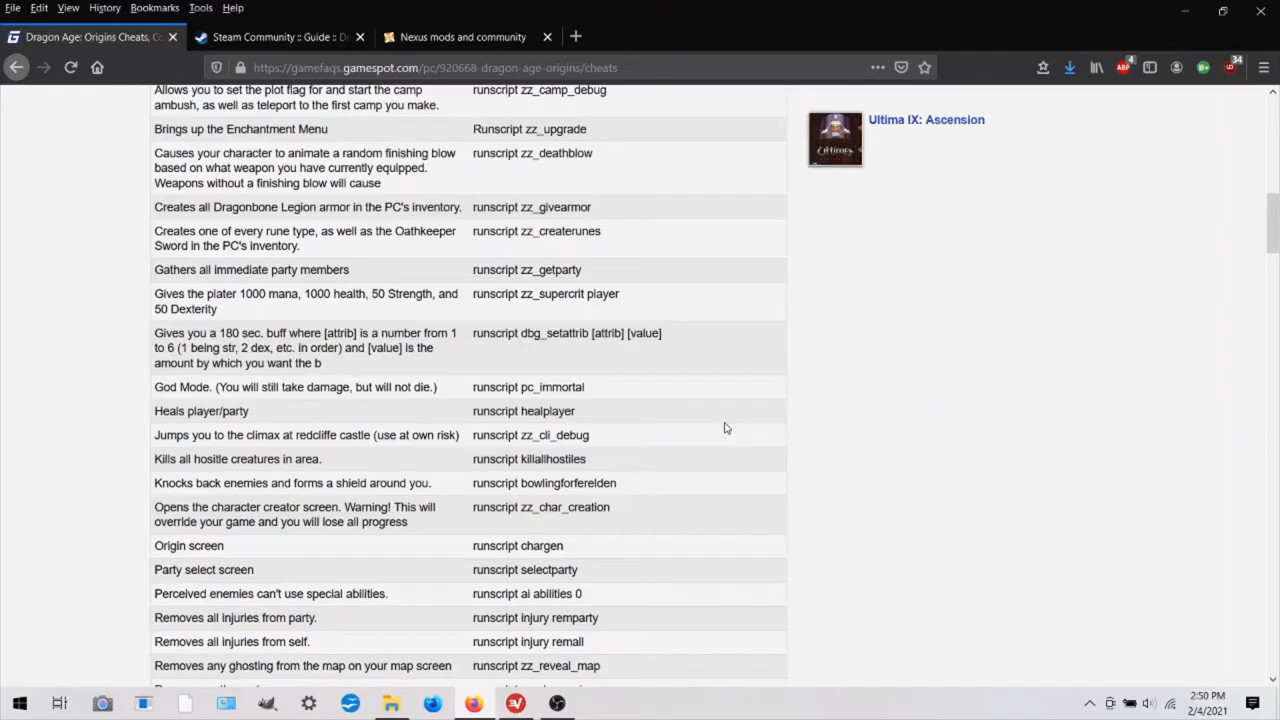 File Edit View History Bookmarks Tools Help
Dragon Age: Origins Cheats, C
Steam Community :: Guide :: D
Nexus mods and community
https://gamefaqs.gamespot.com/pc/920668-dragon-age-origins/cheats
4
34
ABP
Allows you to set the plot flag for and start the camp runscript zz_camp_debug
ambush, as well as teleport to the first camp you make.
Brings up the Enchantment Menu Runscript zz_upgrade
Causes your character to animate a random finishing blow runscript zz_deathblow
based on what weapon you have currently equipped.
Weapons without a finishing blow will cause
Creates all Dragonbone Legion armor in the PC's inventory. runscript zz_givearmor
Creates one of every rune type, as well as the Oathkeeper runscript zz_createrunes
Sword in the PC's inventory.
Gathers all immediate party members runscript zz_getparty
Gives the plater 1000 mana, 1000 health, 50 Strength, and runscript zz_supercrit player
50 Dexterity
Gives you a 180 sec. buff where [attrib] is a number from 1 runscript dbg_setattrib [attrib] [value]
to 6 (1 being str, 2 dex, etc. in order) and [value] is the
amount by which you want the b
God Mode. (You will still take damage, but will not die.) runscript pc_immortal
Heals player/party runscript healplayer
Jumps you to the climax at redcliffe castle (use at own risk) runscript zz_cli_debug
Kills all hositle creatures in area. runscript killallhostiles
Knocks back enemies and forms a shield around you. runscript bowlingforferelden
Opens the character creator screen. Warning! This will runscript zz_char_creation
override your game and you will lose all progress
Origin screen runscript chargen
Party select screen runscript selectparty
Perceived enemies can't use special abilities. runscript ai abilities 0
Removes all injuries from party. runscript injury remparty
Removes all injuries from self. runscript injury remall
Removes any ghosting from the map on your map screen runscript zz_reveal_map
Ultima IX: Ascension
2:50 PM
2/4/2021